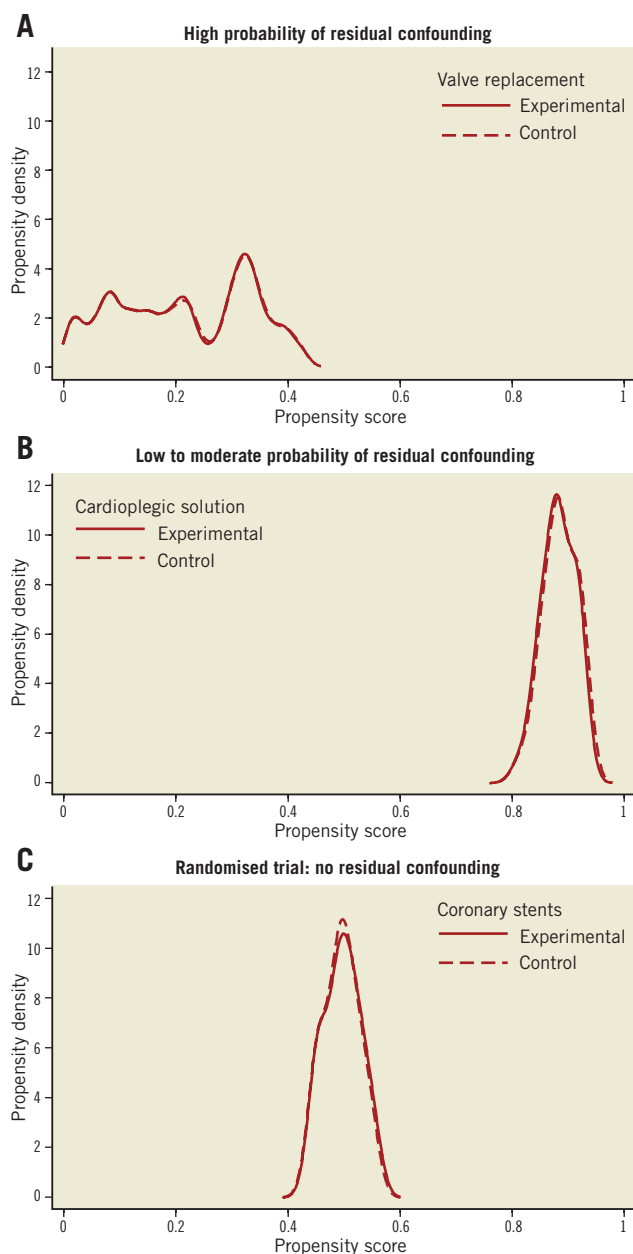 A
High probability of residual confounding
Valve replacement
Experimental
Control
Propensity density
12
10
8
6
4
2
0
0 0.2 0.4 0.6 0.8 1
Propensity score
B
Low to moderate probability of residual confounding
Cardioplegic solution
Experimental
Control
Propensity density
12
10
8
6
4
2
0
0 0.2 0.4 0.6 0.8 1
Propensity score
C
Randomised trial: no residual confounding
Coronary stents
Experimental
Control
Propensity density
12
10
8
6
4
2
0
0 0.2 0.4 0.6 0.8 1
Propensity score